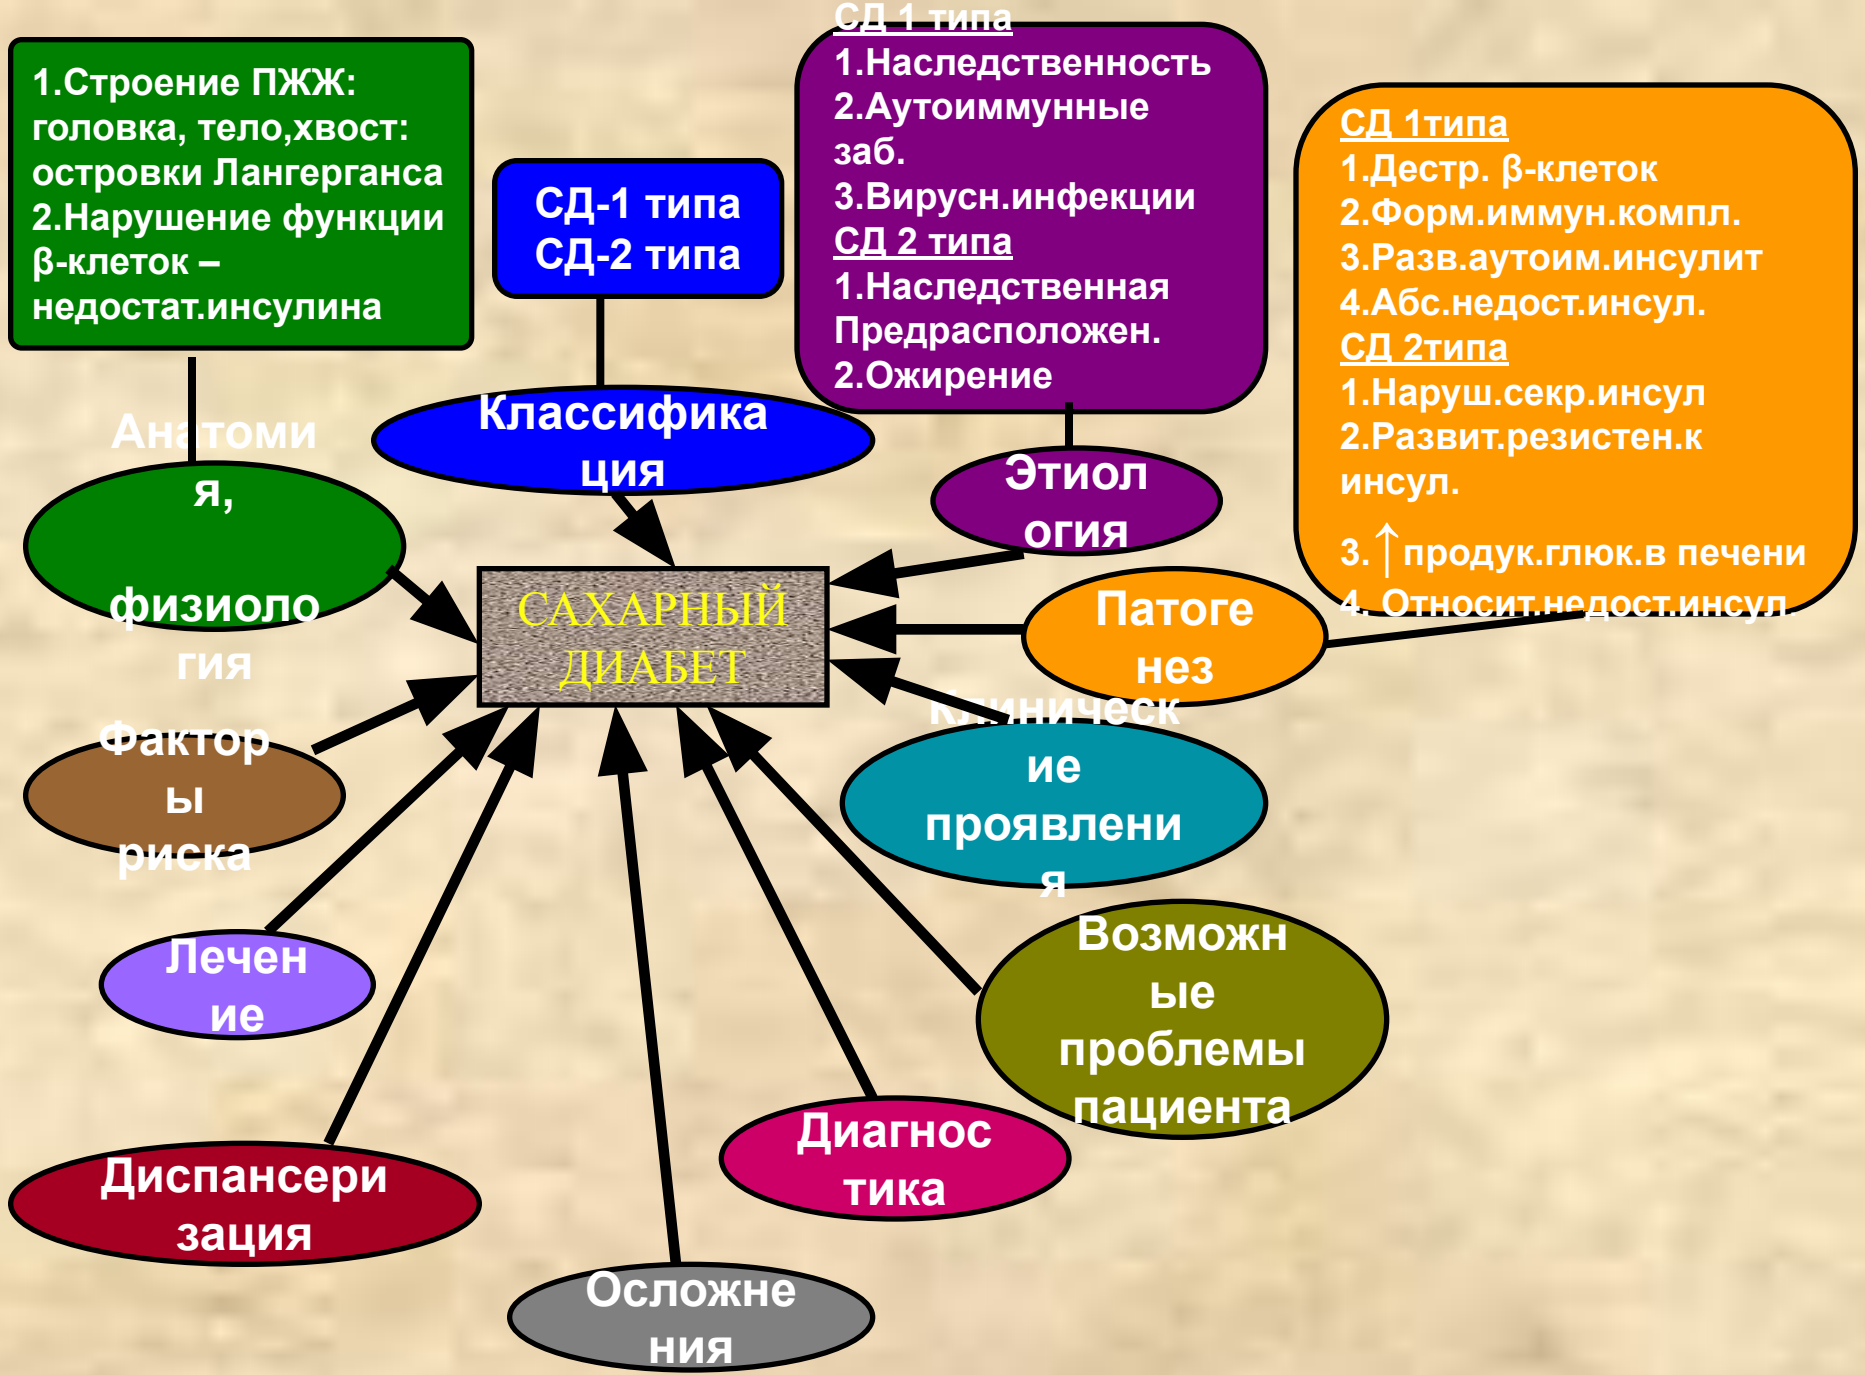 1.Строение ПЖЖ:
головка, тело,хвост:
островки Лангерганса
2.Нарушение функции
β-клеток –
недостат.инсулина
СД-1 типа
СД-2 типа
СД 1 типа
1.Наследственность
2.Аутоиммунные
заб.
3.Вирусн.инфекции
СД 2 типа
1.Наследственная
Предрасположен.
2.Ожирение
СД 1типа
1.Дестр. β-клеток
2.Форм.иммун.компл.
3.Разв.аутоим.инсулит
4.Абс.недост.инсул.
СД 2типа
1.Наруш.секр.инсул
2.Развит.резистен.к
инсул.
3.↑продук.глюк.в печени
4. Относит.недост.инсул
Анатоми
я,
физиоло
гия
Классифика
ция
Этиол
огия
САХАРНЫЙ
ДИАБЕТ
Патоге
нез
Клиническ
ие
проявлени
я
Фактор
ы
риска
Лечен
ие
Возможн
ые
проблемы
пациента
Диагнос
тика
Диспансери
зация
Осложне
ния